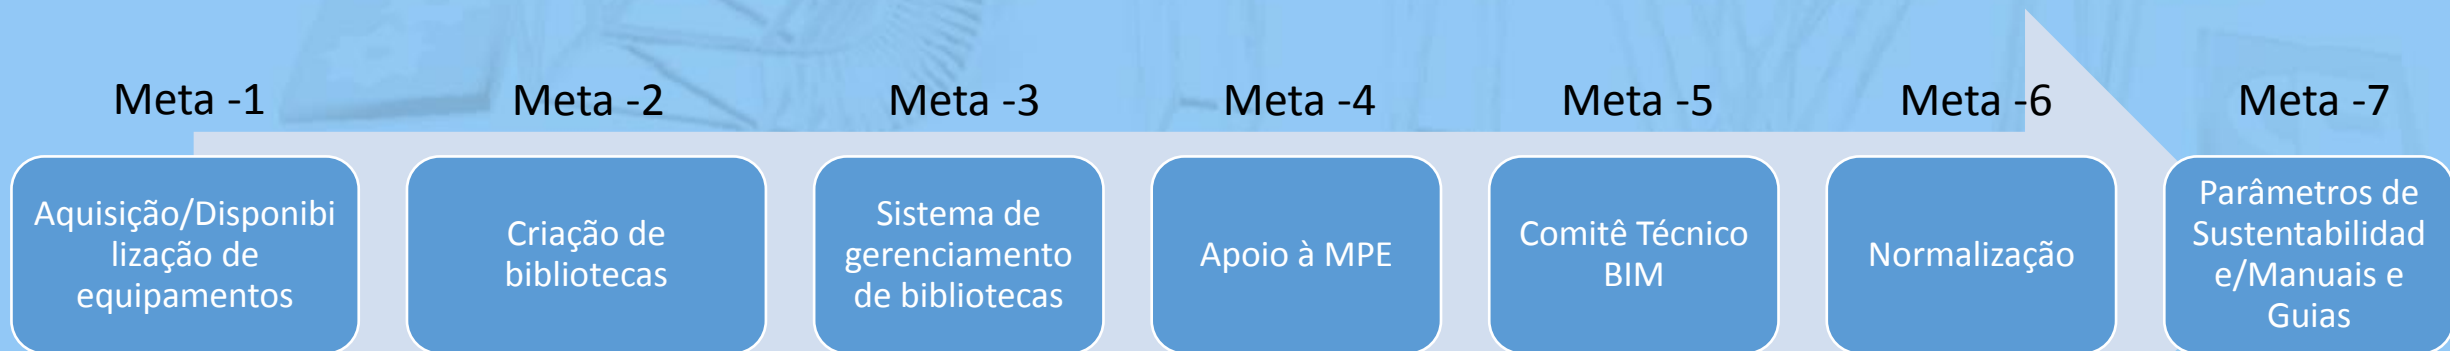 Meta -1
Aquisição/Disponibi
lização de
equipamentos
Meta -2
Criação de
bibliotecas
Meta -3
Sistema de
gerenciamento
de bibliotecas
Meta -4
Apoio à MPE
Meta -5
Comitê Técnico
BIM
Meta -6
Normalização
Meta -7
Parâmetros de
Sustentabilidad
e/Manuais e
Guias